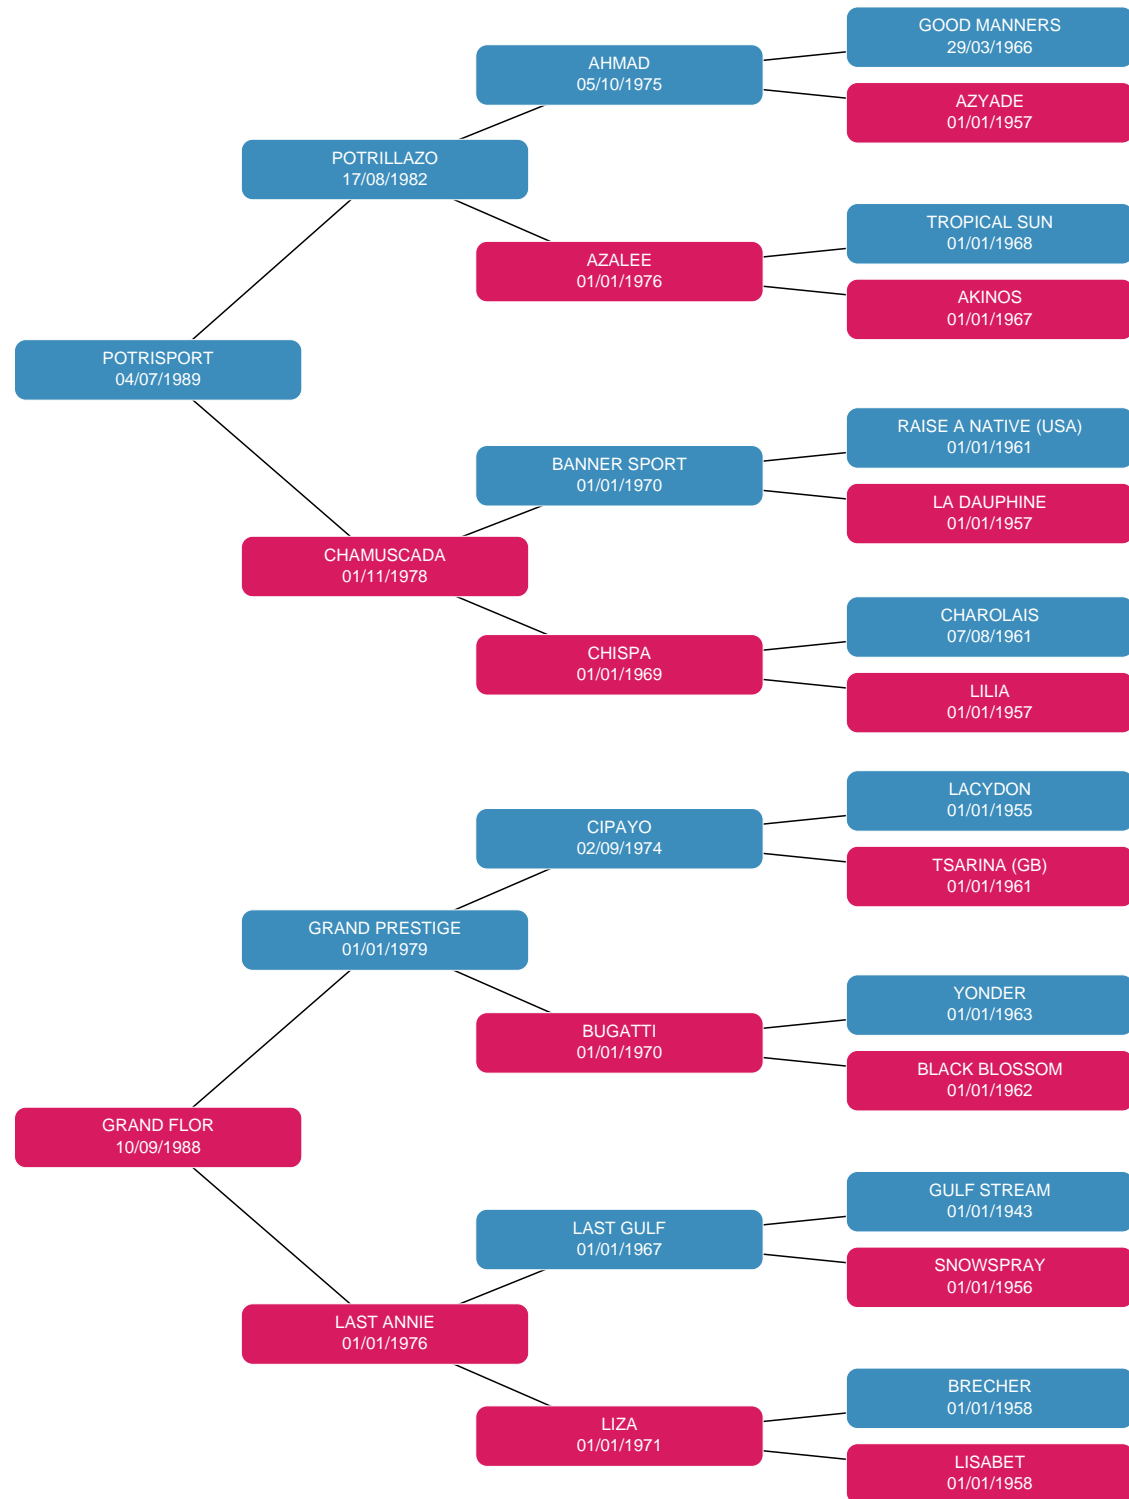 GOOD MANNERS
29/03/1966
AHMAD
05/10/1975
AZYADE
01/01/1957
POTRILLAZO
17/08/1982
TROPICAL SUN
01/01/1968
AZALEE
01/01/1976
AKINOS
01/01/1967
POTRISPORT
04/07/1989
RAISE A NATIVE (USA)
01/01/1961
BANNER SPORT
01/01/1970
LA DAUPHINE
01/01/1957
CHAMUSCADA
01/11/1978
CHAROLAIS
07/08/1961
CHISPA
01/01/1969
LILIA
01/01/1957
LACYDON
01/01/1955
CIPAYO
02/09/1974
TSARINA (GB)
01/01/1961
GRAND PRESTIGE
01/01/1979
YONDER
01/01/1963
BUGATTI
01/01/1970
BLACK BLOSSOM
01/01/1962
GRAND FLOR
10/09/1988
GULF STREAM
01/01/1943
LAST GULF
01/01/1967
SNOWSPRAY
01/01/1956
LAST ANNIE
01/01/1976
BRECHER
01/01/1958
LIZA
01/01/1971
LISABET
01/01/1958